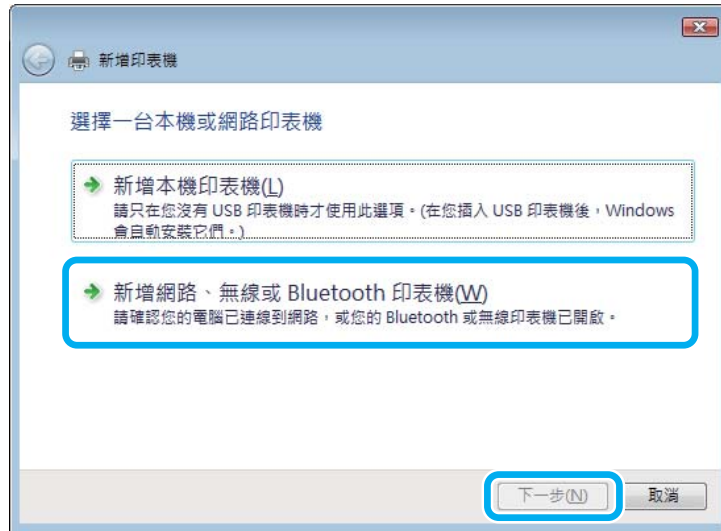 新增印表機
選擇一台本機或網路印表機
新增本機印表機(L)
請只在您沒有 USB 印表機時才使用此選項。(在您插入 USB 印表機後,Windows
會自動安裝它們。)
新增網路、無線或 Bluetooth 印表機(W)
請確認您的電腦已連線到網路,或您的 Bluetooth 或無線印表機已開啟。
下一步(N) 取消